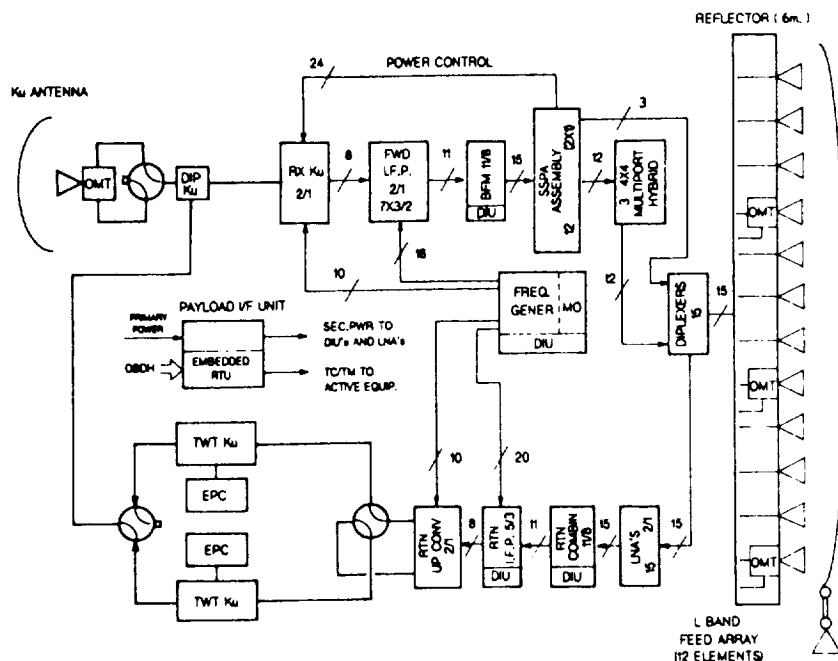 REFLECTOR ( 6m. )
24
POWER CONTROL
3
Ku ANTENNA
OMT
DIP
Ku
RX Ku
2/1
8
FWD
I.F.P.
2/1
7X3/2
11
BFM 11/8
DIU
15
SSPA
ASSEMBLY
(2X1)
12
13
3 4X4
MULTIPORT
HYBRID
OMT
10
18
13
FREQ.
GENER
MO
DIU
DIPLEXERS
15
15
PAYLOAD I/F UNIT
PRIMARY
POWER
OBDH
EMBEDDED
RTU
SEC.PWR TO
DIU's AND LNA's
TC/TM TO
ACTIVE EQUIP.
OMT
TWT Ku
EPC
EPC
TWT Ku
10
20
RTN
UP CONV
2/1
8
RTN
I.F.P. 5/3
DIU
11
RTN
COMBIN
11/8
DIU
15
LNA'S
2/1
15
15
OMT
L BAND
FEED ARRAY
(12 ELEMENTS)